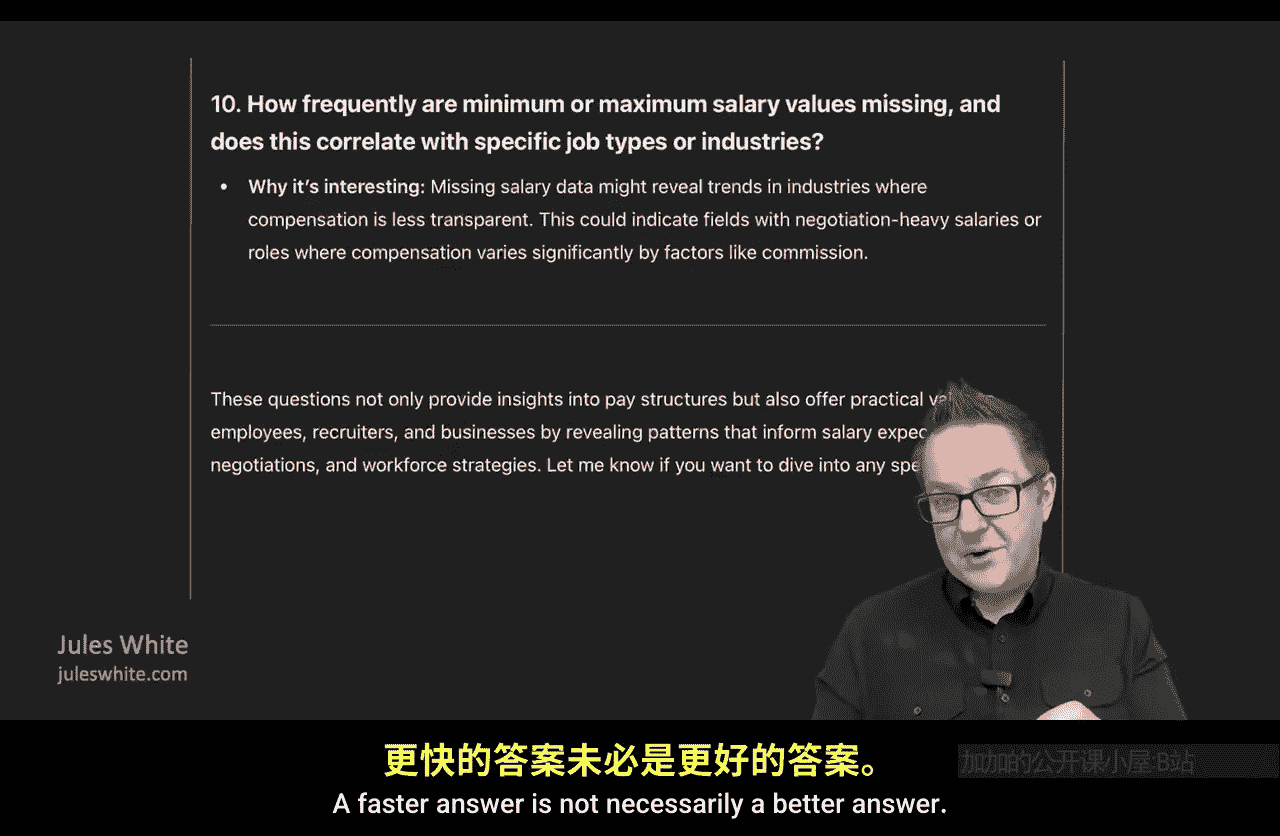 10. How frequently are minimum or maximum salary values missing, and
does this correlate with specific job types or industries?
• Why it’s interesting: Missing salary data might reveal trends in industries where
compensation is less transparent. This could indicate fields with negotiation-heavy salaries or
roles where compensation varies significantly by factors like commission.
These questions not only provide insights into pay structures but also offer practical
employees, recruiters, and businesses by revealing patterns that inform salary
negotiations, and workforce strategies. Let me know if you want to dive into any
Jules White
juleswhite.com
更快的答案未必是更好的答案。
加加的公开课小屋·B站
A faster answer is not necessarily a better answer.